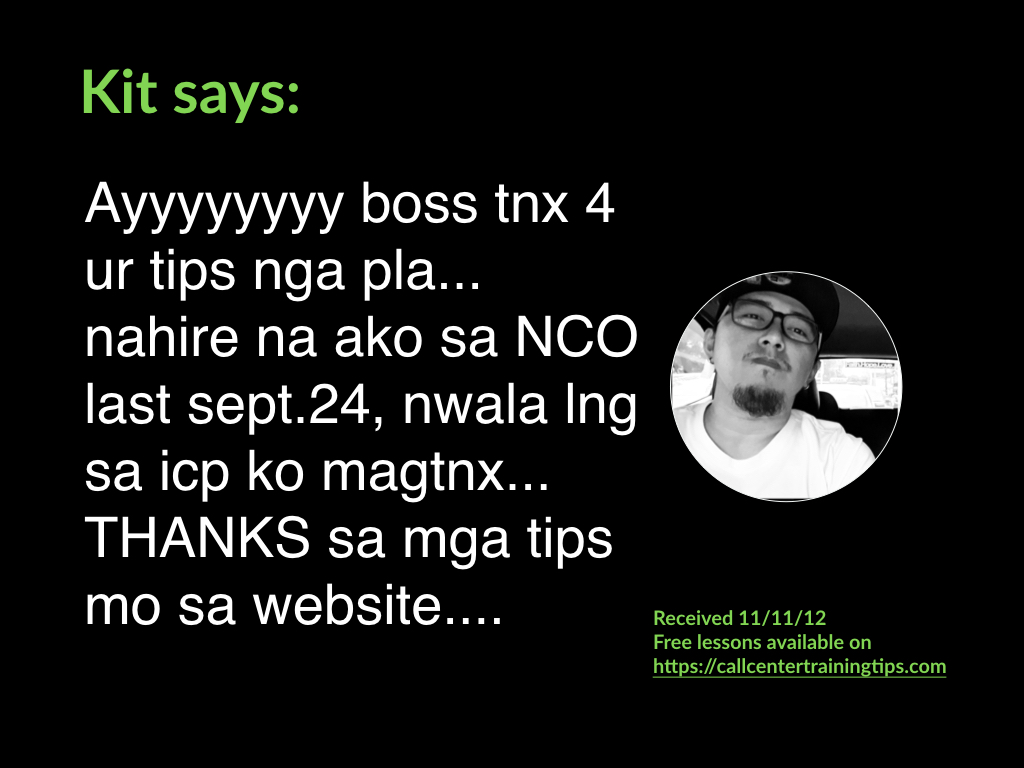 Kit says:
Ayyyyyyyy boss tnx 4
ur tips nga pla...
nahire na ako sa NCO
last sept.24, nwala lng
sa icp ko magtnx...
THANKS sa mga tips
mo sa website....
Received 11/11/12
Free lessons available on
https://callcentertrainingtips.com